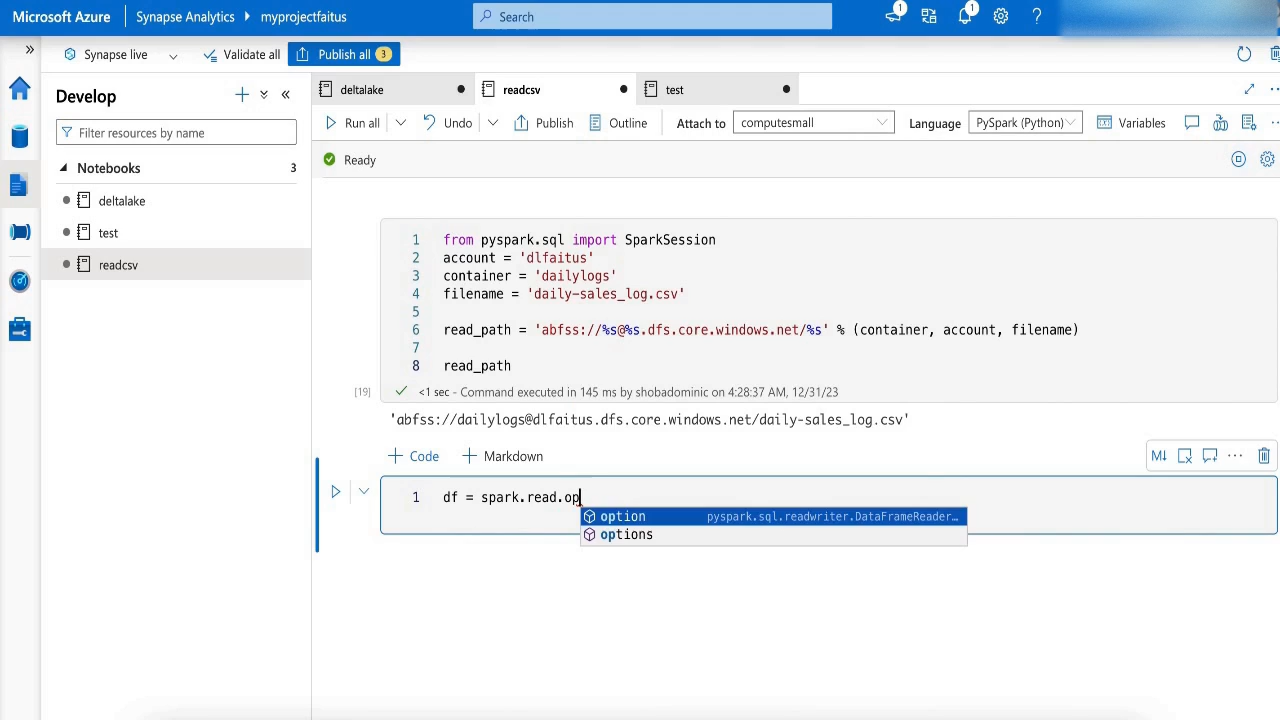 Microsoft Azure
Synapse Analytics
myprojectfaitus
Search
1
1
Synapse live
Validate all
Publish all
3
Develop
deltalake
readcsv
test
Filter resources by name
Run all
Undo
Publish
Outline
Attach to
computesmall
Language
PySpark (Python)
Variables
Notebooks
3
Ready
deltalake
test
readcsv
1 from pyspark.sql import SparkSession
2 account = 'dlfaitus'
3 container = 'dailylogs'
4 filename = 'daily-sales_log.csv'
5
6 read_path = 'abfss://%s@%s.dfs.core.windows.net/%s' % (container, account, filename)
7
8 read_path
[19]
<1 sec - Command executed in 145 ms by shobadominic on 4:28:37 AM, 12/31/23
'abfss://dailylogs@dlfaitus.dfs.core.windows.net/daily-sales_log.csv'
Code
Markdown
M↓
1 df = spark.read.op
option pyspark.sql.readwriter.DataFrameReader…
options